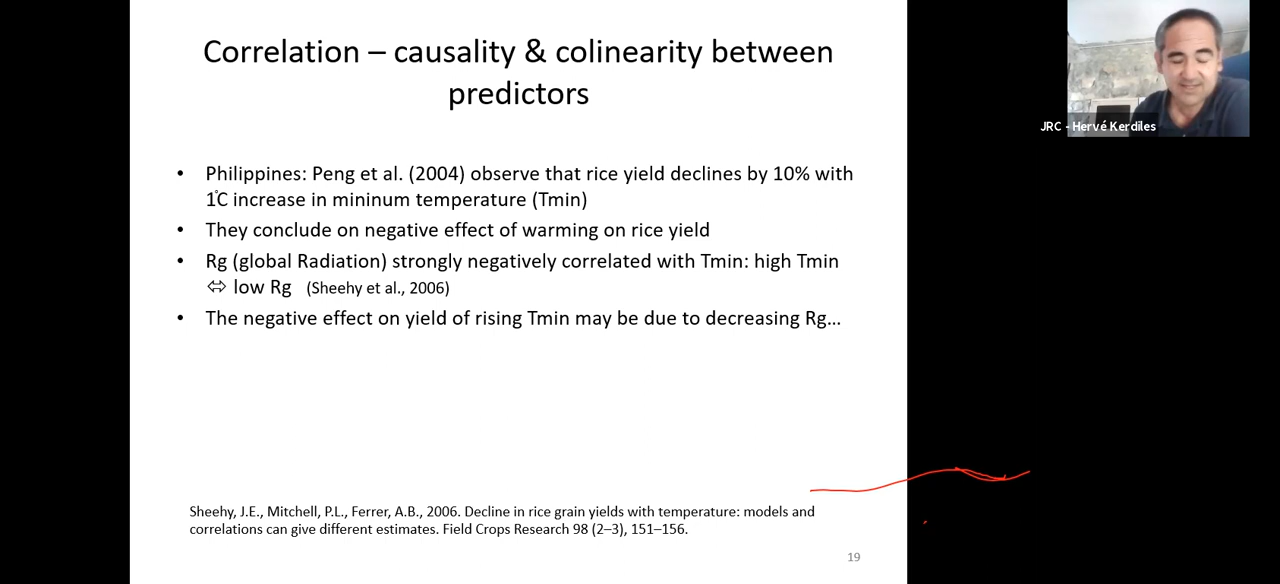 Correlation – causality & colinearity between
predictors
JRC - Hervé Kerdiles
• Philippines: Peng et al. (2004) observe that rice yield declines by 10% with
1°C increase in mininum temperature (Tmin)
• They conclude on negative effect of warming on rice yield
• Rg (global Radiation) strongly negatively correlated with Tmin: high Tmin
⇔ low Rg (Sheehy et al., 2006)
• The negative effect on yield of rising Tmin may be due to decreasing Rg…
Sheehy, J.E., Mitchell, P.L., Ferrer, A.B., 2006. Decline in rice grain yields with temperature: models and
correlations can give different estimates. Field Crops Research 98 (2–3), 151–156.
19